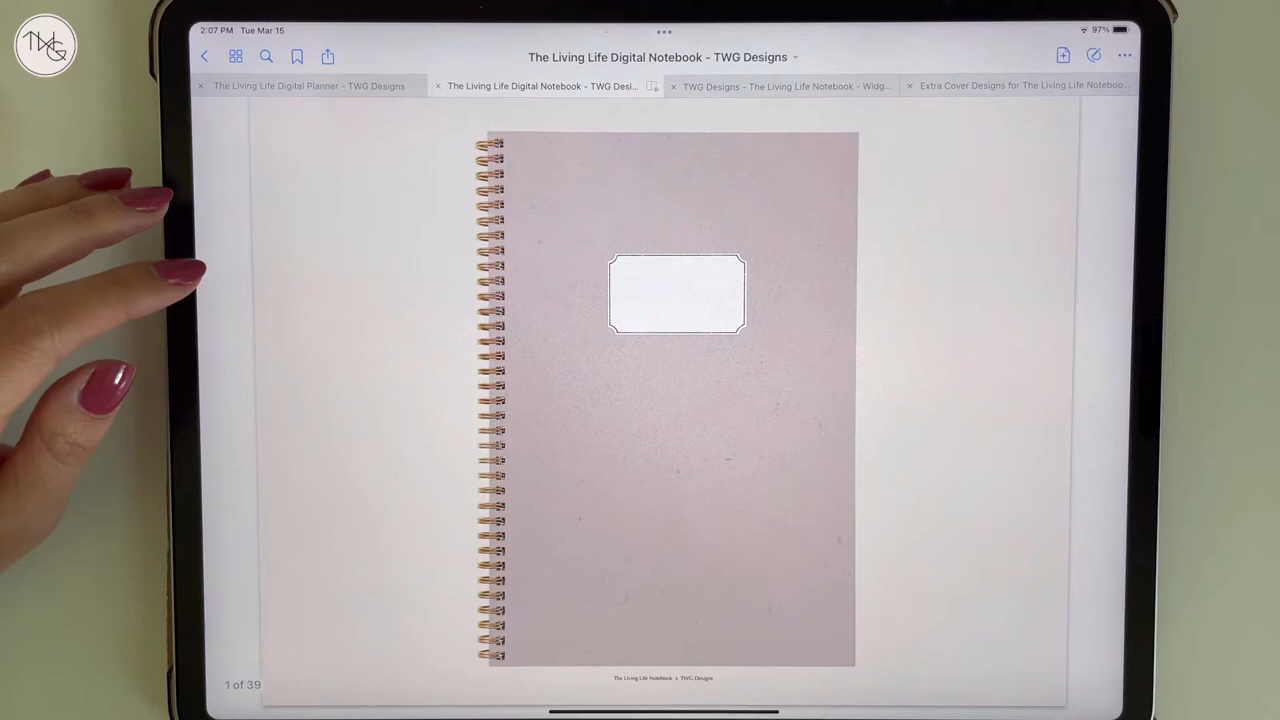 TWG
2:07 PM Tue Mar 15
97%
The Living Life Digital Notebook - TWG Designs
The Living Life Digital Planner - TWG Designs
The Living Life Digital Notebook - TWG Desi...
TWG Designs - The Living Life Notebook - Widg...
Extra Cover Designs for The Living Life Noteboo...
The Living Life Notebook x TWG Designs
1 of 39